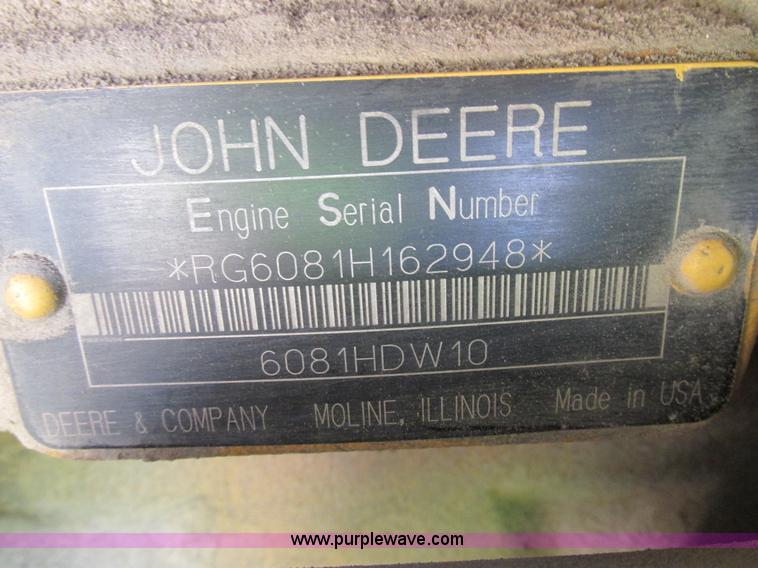 JOHN DEERE
Engine Serial Number
*RG6081H162948*
6081HDW10
DEERE & COMPANY MOLINE, ILLINOIS Made in USA
www.purplewave.com